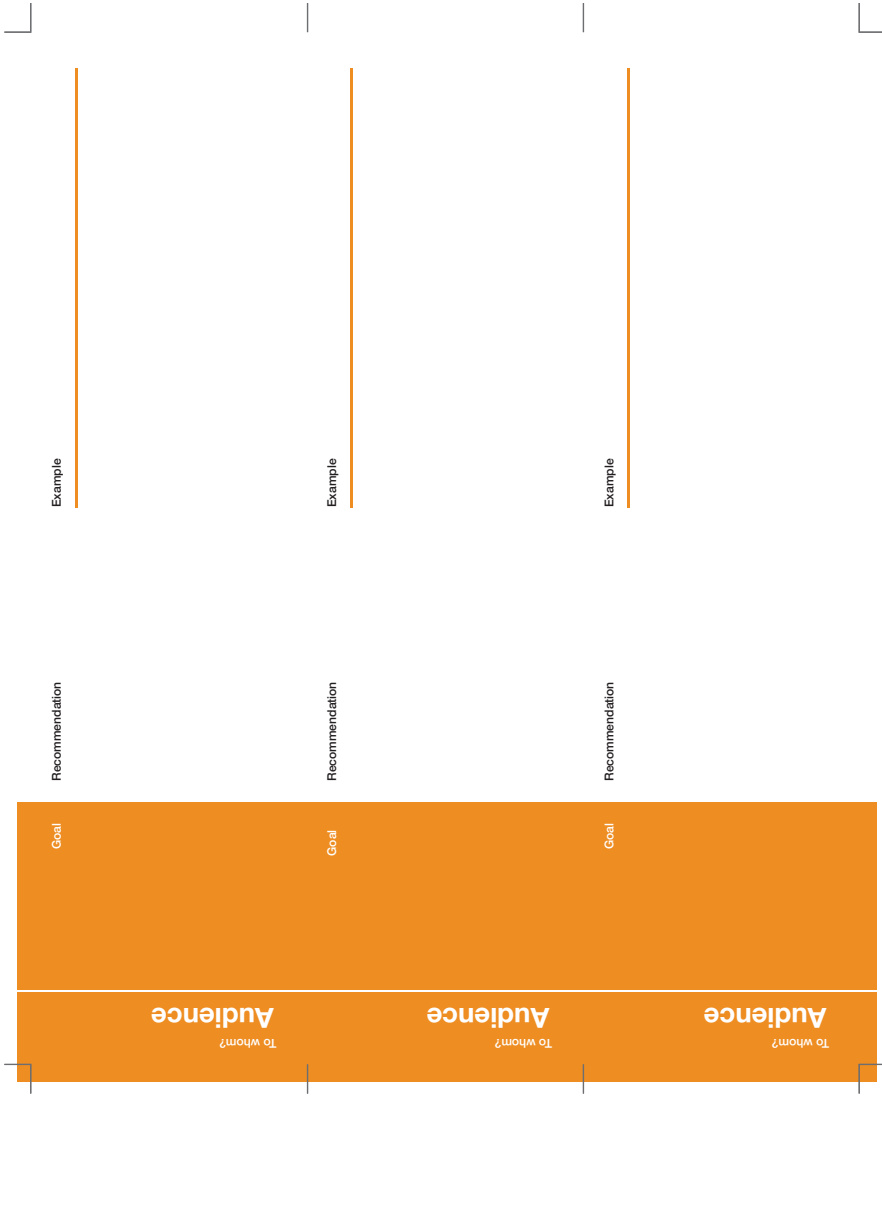 Example
Recommendation
Goal
Audience
To whom?
Example
Recommendation
Goal
Audience
To whom?
Example
Recommendation
Goal
Audience
To whom?